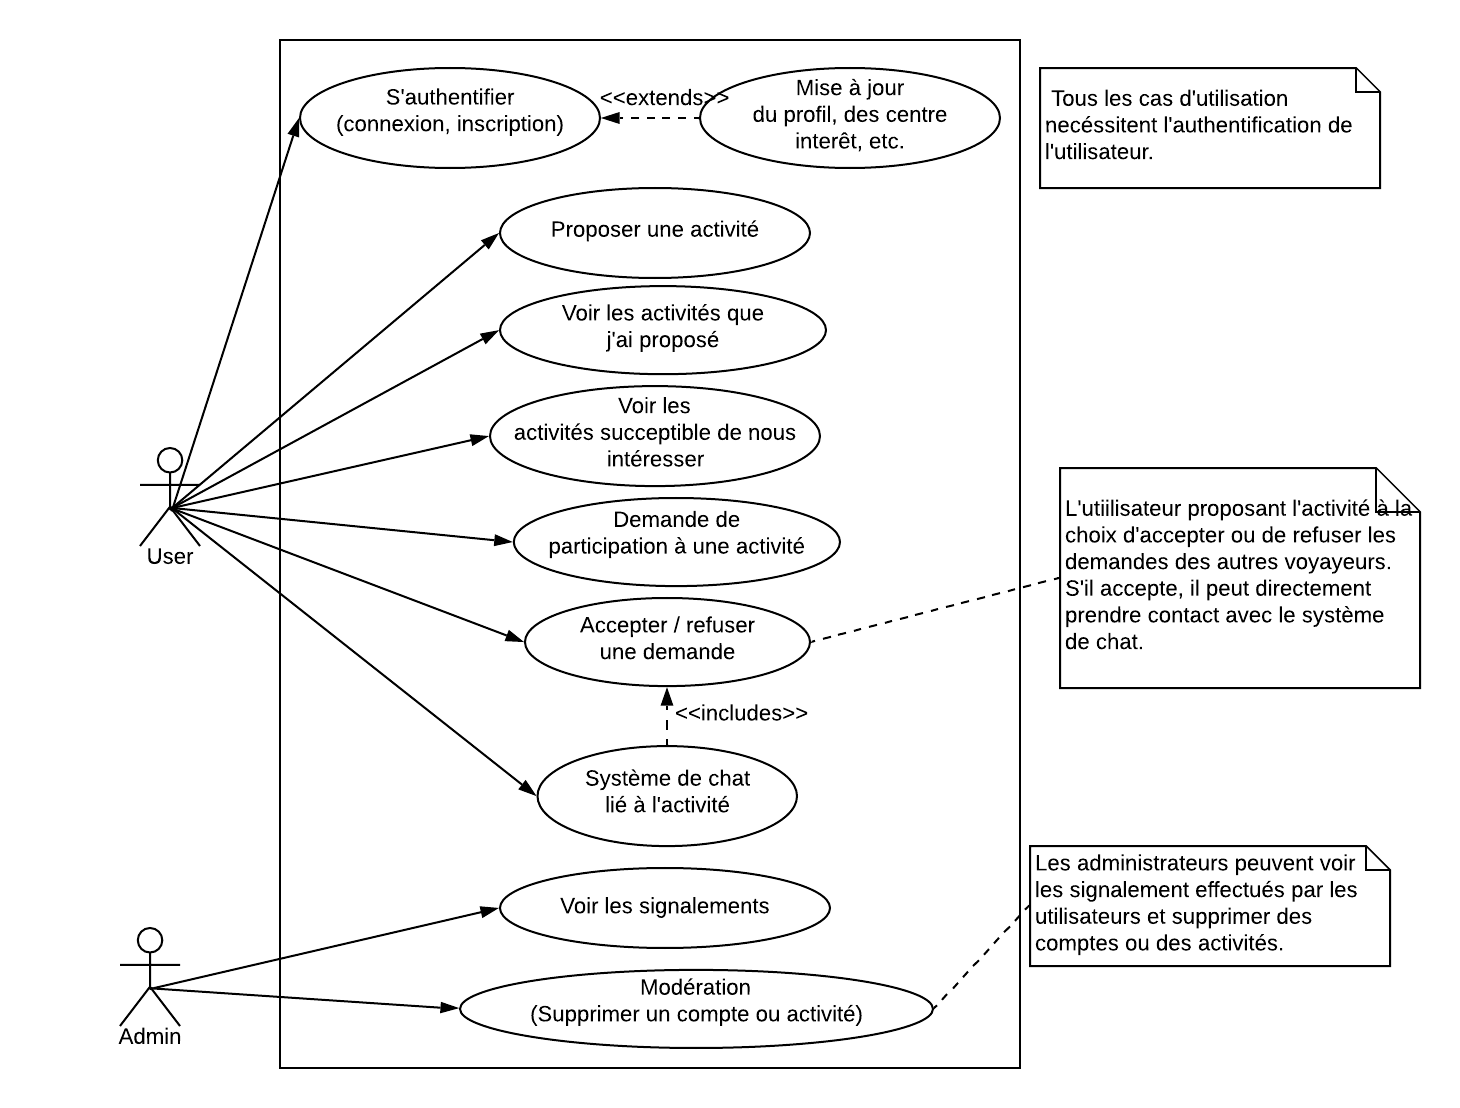 S'authentifier
(connexion, inscription)
<<extends>>
Mise à jour
du profil, des centre
interêt, etc.
Tous les cas d'utilisation
necéssitent l'authentification de
l'utilisateur.
Proposer une activité
Voir les activités que
j'ai proposé
Voir les
activités succeptible de nous
intéresser
User
Demande de
participation à une activité
L'utiilisateur proposant l'activité à la
choix d'accepter ou de refuser les
demandes des autres voyayeurs.
S'il accepte, il peut directement
prendre contact avec le système
de chat.
Accepter / refuser
une demande
<<includes>>
Système de chat
lié à l'activité
Voir les signalements
Les administrateurs peuvent voir
les signalement effectués par les
utilisateurs et supprimer des
comptes ou des activités.
Admin
Modération
(Supprimer un compte ou activité)